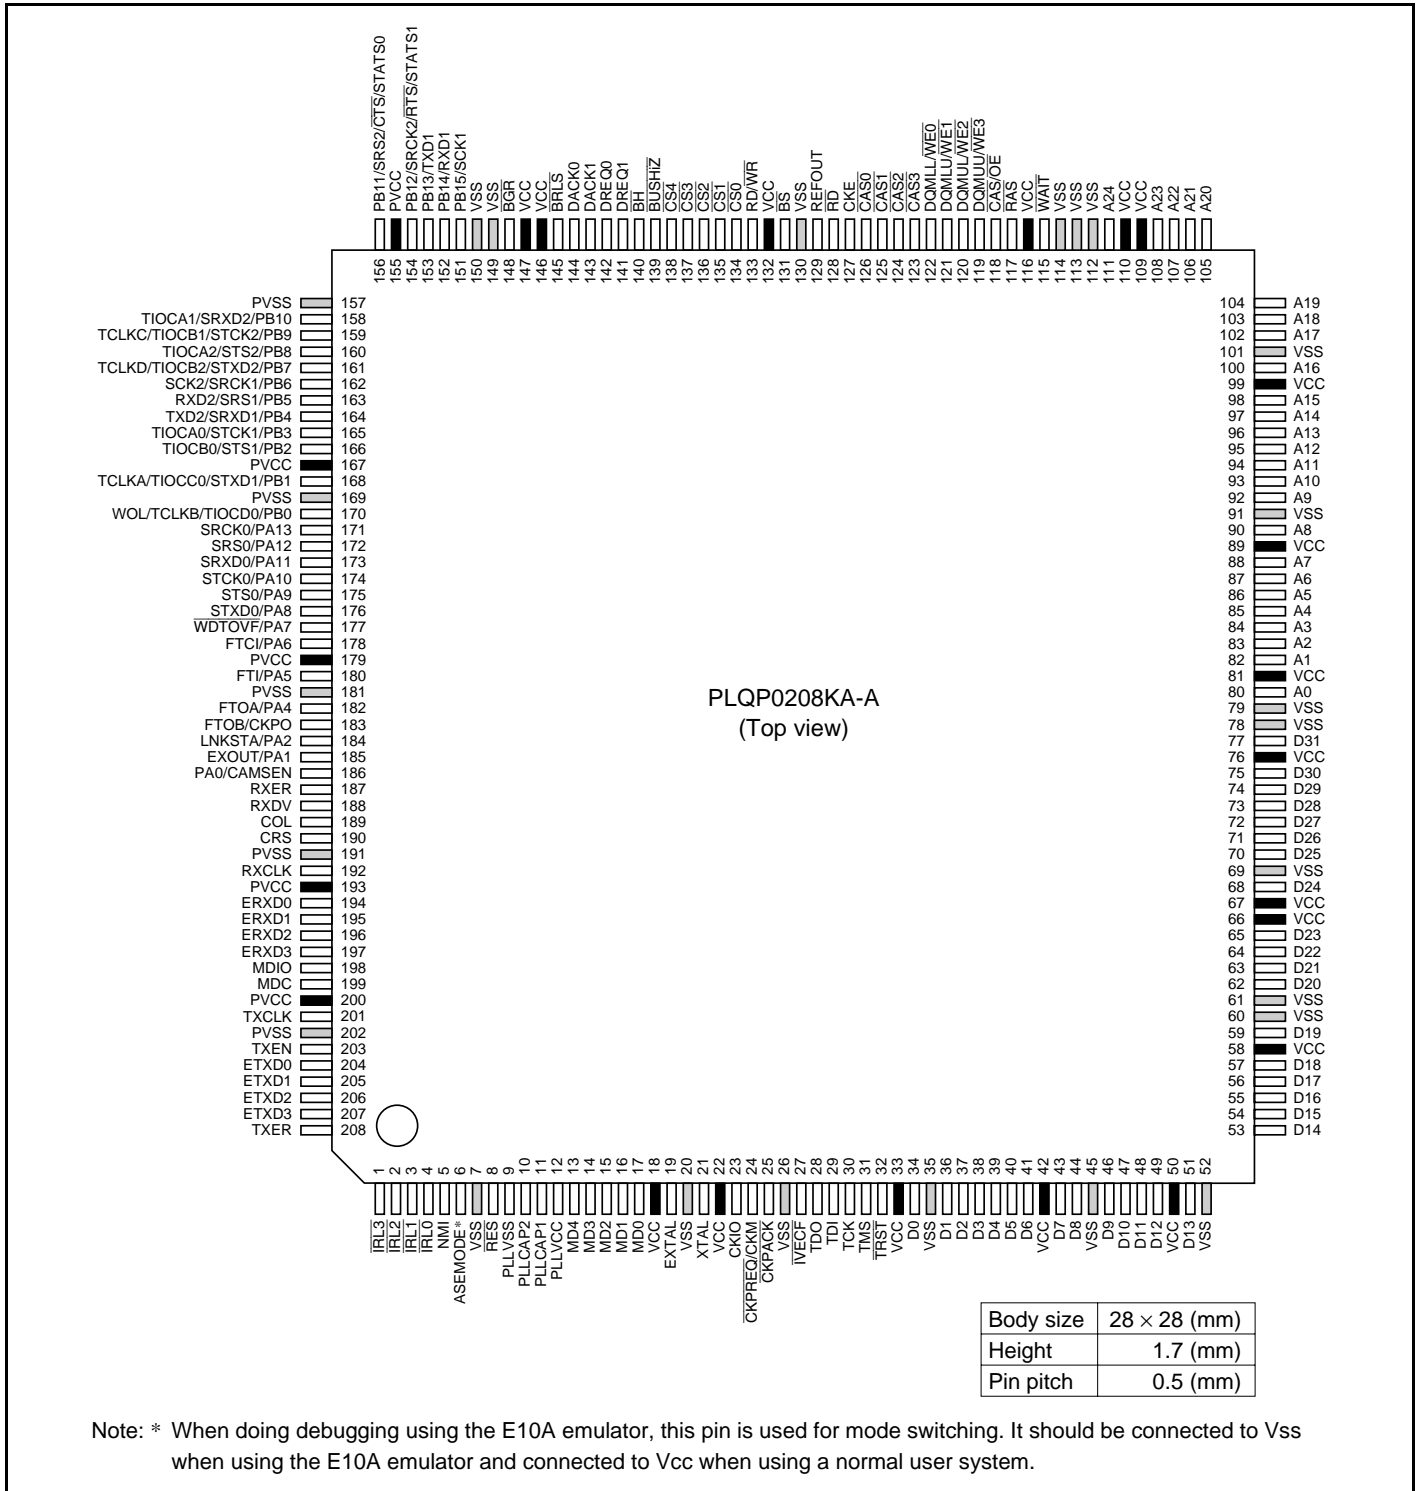 PB11/SRS2/CTS/STATS0
PVCC
PB12/SRCK2/RTS/STATS1
PB13/TXD1
PB14/RXD1
PB15/SCK1
VSS
VSS
BGR
VCC
VCC
BRLS
DACK0
DACK1
DREQ0
DREQ1
BH
BUSHiZ
CS4
CS3
CS2
CS1
CS0
RD/WR
VCC
BS
VSS
REFOUT
RD
CKE
CAS0
CAS1
CAS2
CAS3
DQMLL/WE0
DQMLU/WE1
DQMUL/WE2
DQMUU/WE3
CAS/OE
RAS
VCC
WAIT
VSS
VSS
VSS
A24
VCC
VCC
A23
A22
A21
A20
156 155 154 153 152 151 150 149 148 147 146 145 144 143 142 141 140 139 138 137 136 135 134 133 132 131 130 129 128 127 126 125 124 123 122 121 120 119 118 117 116 115 114 113 112 111 110 109 108 107 106 105
PVSS 157
TIOCA1/SRXD2/PB10 158
TCLKC/TIOCB1/STCK2/PB9 159
TIOCA2/STS2/PB8 160
TCLKD/TIOCB2/STXD2/PB7 161
SCK2/SRCK1/PB6 162
RXD2/SRS1/PB5 163
TXD2/SRXD1/PB4 164
TIOCA0/STCK1/PB3 165
TIOCB0/STS1/PB2 166
PVCC 167
TCLKA/TIOCC0/STXD1/PB1 168
PVSS 169
WOL/TCLKB/TIOCD0/PB0 170
SRCK0/PA13 171
SRS0/PA12 172
SRXD0/PA11 173
STCK0/PA10 174
STS0/PA9 175
STXD0/PA8 176
WDTOVF/PA7 177
FTCI/PA6 178
PVCC 179
FTI/PA5 180
PVSS 181
FTOA/PA4 182
FTOB/CKPO 183
LNKSTA/PA2 184
EXOUT/PA1 185
PA0/CAMSEN 186
RXER 187
RXDV 188
COL 189
CRS 190
PVSS 191
RXCLK 192
PVCC 193
ERXD0 194
ERXD1 195
ERXD2 196
ERXD3 197
MDIO 198
MDC 199
PVCC 200
TXCLK 201
PVSS 202
TXEN 203
ETXD0 204
ETXD1 205
ETXD2 206
ETXD3 207
TXER 208
PLQP0208KA-A
(Top view)
104 A19
103 A18
102 A17
101 VSS
100 A16
99 VCC
98 A15
97 A14
96 A13
95 A12
94 A11
93 A10
92 A9
91 VSS
90 A8
89 VCC
88 A7
87 A6
86 A5
85 A4
84 A3
83 A2
82 A1
81 VCC
80 A0
79 VSS
78 VSS
77 D31
76 VCC
75 D30
74 D29
73 D28
72 D27
71 D26
70 D25
69 VSS
68 D24
67 VCC
66 VCC
65 D23
64 D22
63 D21
62 D20
61 VSS
60 VSS
59 D19
58 VCC
57 D18
56 D17
55 D16
54 D15
53 D14
1 2 3 4 5 6 7 8 9 10 11 12 13 14 15 16 17 18 19 20 21 22 23 24 25 26 27 28 29 30 31 32 33 34 35 36 37 38 39 40 41 42 43 44 45 46 47 48 49 50 51 52
IRL3
IRL2
IRL1
IRL0
NMI
ASEMODE*
VSS
RES
PLLVSS
PLLCAP2
PLLCAP1
PLLVCC
MD4
MD3
MD2
MD1
MD0
VCC
EXTAL
VSS
XTAL
VCC
CKIO
CKPREQ/CKM
CKPACK
VSS
IVECF
TDO
TDI
TCK
TMS
TRST
VCC
D0
VSS
D1
D2
D3
D4
D5
D6
VCC
D7
D8
VSS
D9
D10
D11
D12
VCC
D13
VSS
Body size 28 × 28 (mm)
Height 1.7 (mm)
Pin pitch 0.5 (mm)
Note: * When doing debugging using the E10A emulator, this pin is used for mode switching. It should be connected to Vss
when using the E10A emulator and connected to Vcc when using a normal user system.